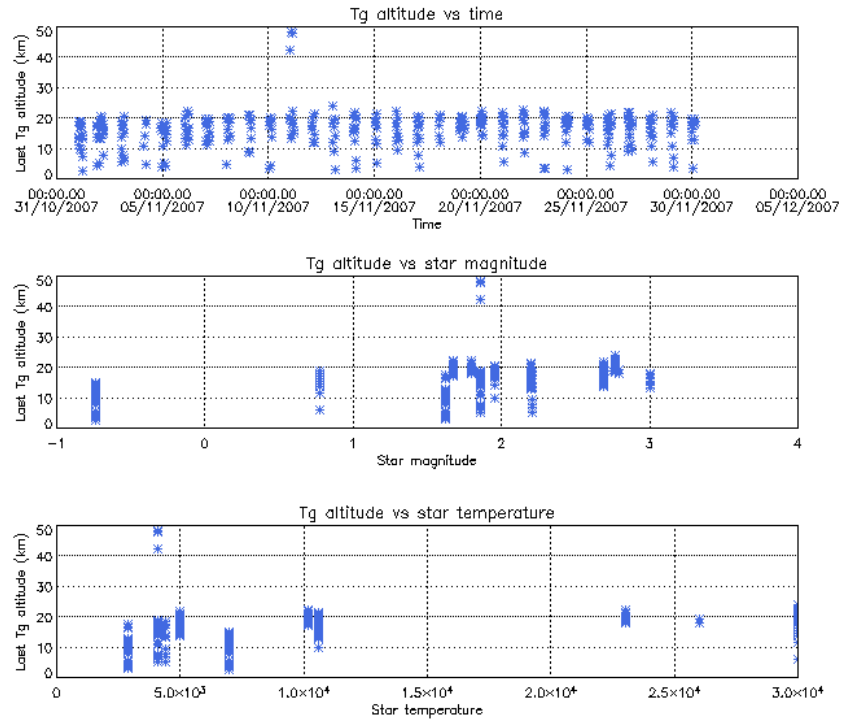 Tg altitude vs time
Last Tg altitude (km)
50
40
30
20
10
0
00:00.00 00:00.00 00:00.00 00:00.00 00:00.00 00:00.00 00:00.00 00:00.00
31/10/2007 05/11/2007 10/11/2007 15/11/2007 20/11/2007 25/11/2007 30/11/2007 05/12/2007
Time
Tg altitude vs star magnitude
Last Tg altitude (km)
50
40
30
20
10
0
-1 0 1 2 3 4
Star magnitude
Tg altitude vs star temperature
Last Tg altitude (km)
50
40
30
20
10
0
0 5.0×10³ 1.0×10⁴ 1.5×10⁴ 2.0×10⁴ 2.5×10⁴ 3.0×10⁴
Star temperature